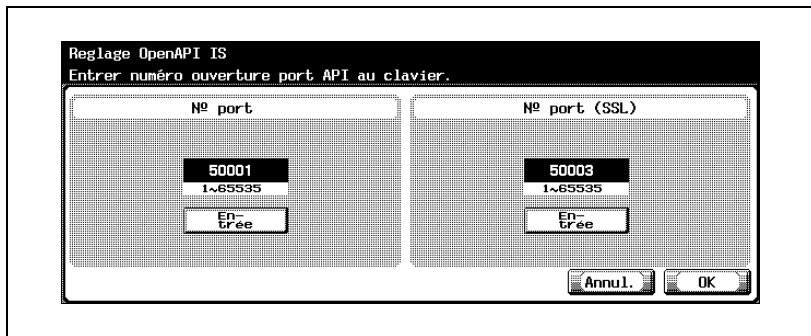 Reglage OpenAPI IS
Entrer numéro ouverture port API au clavier.
Nº port
Nº port (SSL)
50001
50003
1~65535
1~65535
En-
trée
En-
trée
Annul.
OK